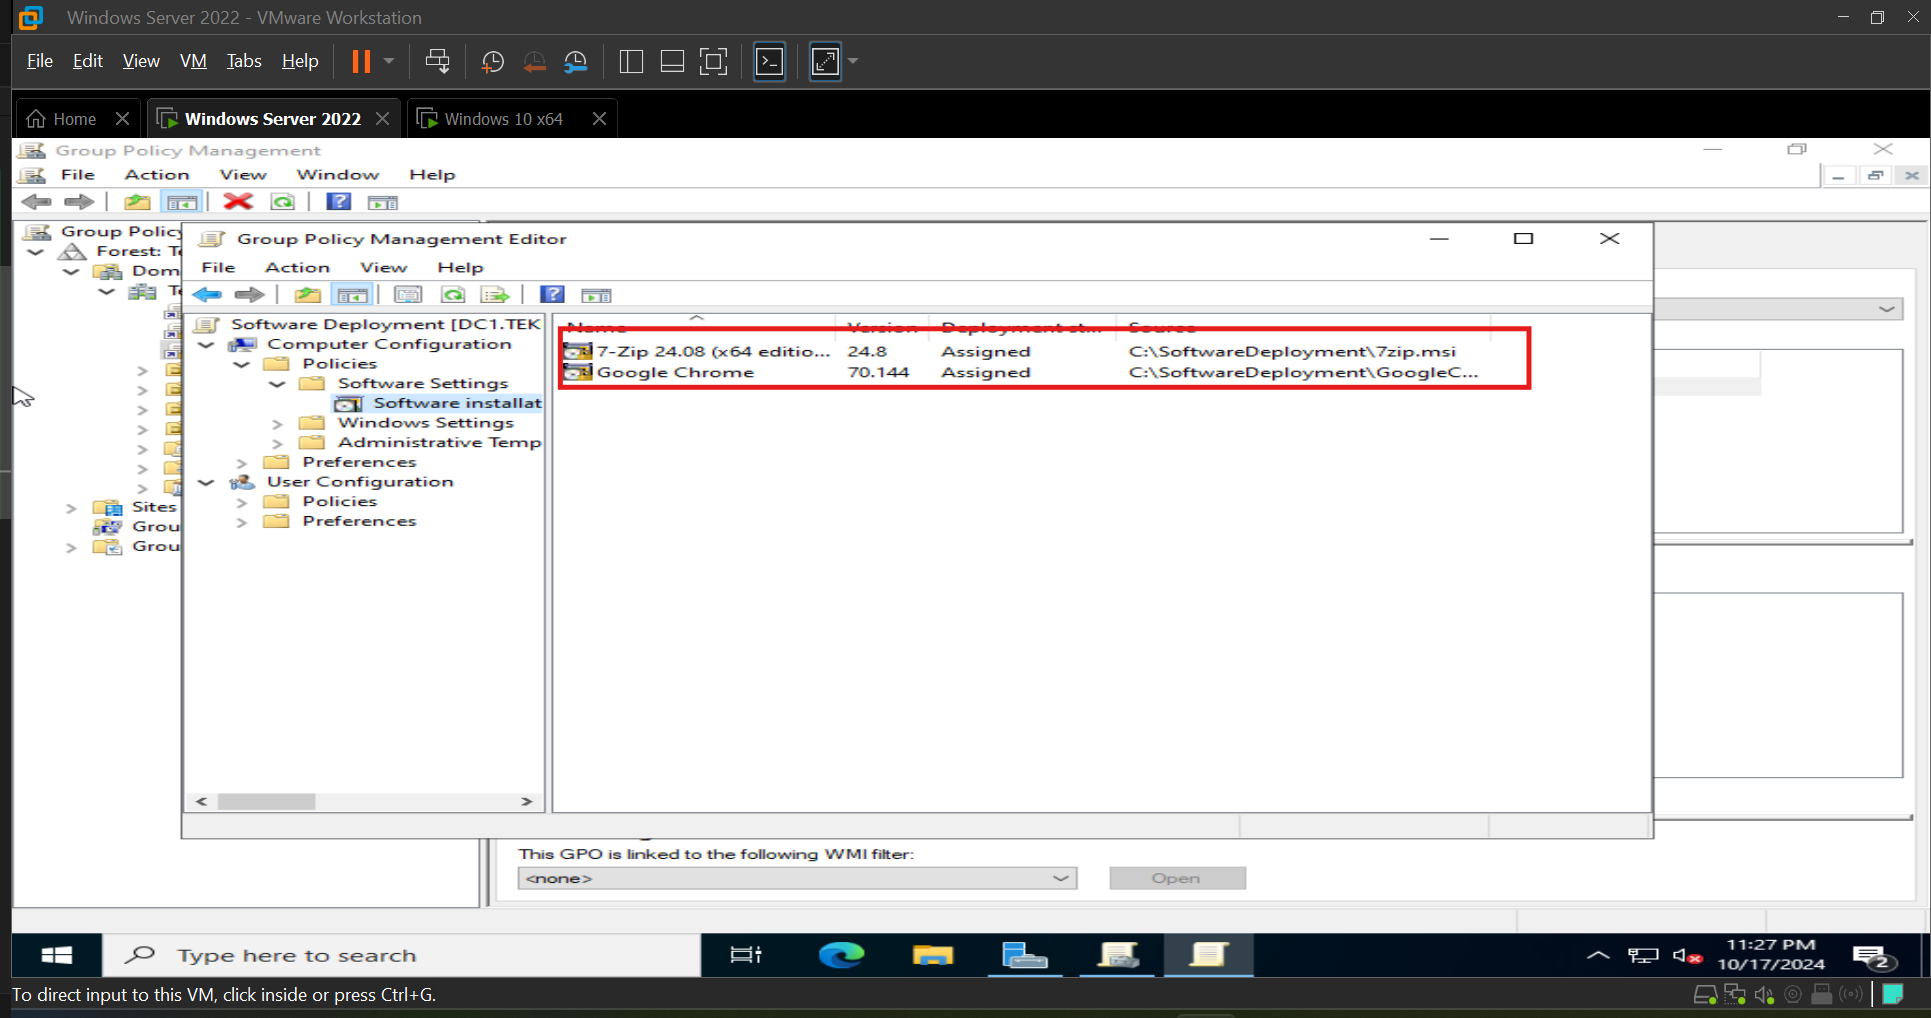 Windows Server 2022 - VMware Workstation
File Edit View VM Tabs Help
Home Windows Server 2022 Windows 10 x64
Group Policy Management
File Action View Window Help
Group Policy
Forest: Te
Dom
Te
Sites
Grou
Grou
Group Policy Management Editor
File Action View Help
Software Deployment [DC1.TEK
Computer Configuration
Policies
Software Settings
Software installat
Windows Settings
Administrative Temp
Preferences
User Configuration
Policies
Preferences
Name Version Deployment st... Source
7-Zip 24.08 (x64 editio... 24.8 Assigned C:\SoftwareDeployment\7zip.msi
Google Chrome 70.144 Assigned C:\SoftwareDeployment\GoogleC...
This GPO is linked to the following WMI filter:
<none> Open
Type here to search
11:27 PM
10/17/2024
2
To direct input to this VM, click inside or press Ctrl+G.